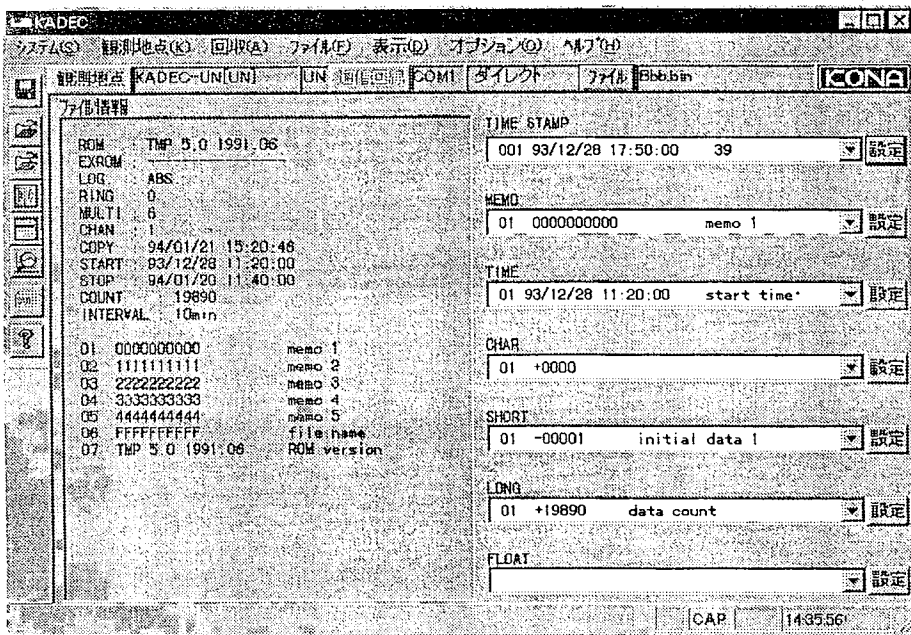 KADEC
システム(S) 観測地点(K) 回収(A) ファイル(F) 表示(D) オプション(O) ヘルプ(H)
観測地点 KADEC-UN[UN] UN COM1 ダイレクト ファイル Bbb.bin KONA
ファイル情報
ROM : TMP 5.0 1991.06
EXROM : ----------------
LOG : ABS
RING : 0
MULTI : 6
CHAN : 1
COPY : 94/01/21 15:20:46
START : 93/12/28 11:20:00
STOP : 94/01/20 11:40:00
COUNT : 19890
INTERVAL : 10min
01 0000000000 memo 1
02 1111111111 memo 2
03 2222222222 memo 3
04 3333333333 memo 4
05 4444444444 memo 5
06 FFFFFFFFFF file name
07 TMP 5.0 1991.06 ROM version
TIME STAMP
001 93/12/28 17:50:00 39 設定
MEMO
01 0000000000 memo 1 設定
TIME
01 93/12/28 11:20:00 start time* 設定
CHAR
01 +0000 設定
SHORT
01 -00001 initial data 1 設定
LONG
01 +19890 data count 設定
FLOAT
設定
CAP 14:35:56